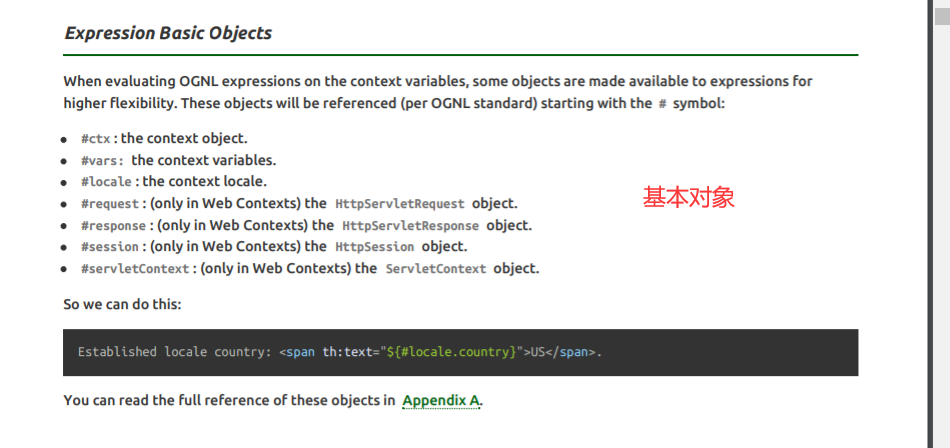 Expression Basic Objects
When evaluating OGNL expressions on the context variables, some objects are made available to expressions for
higher flexibility. These objects will be referenced (per OGNL standard) starting with the # symbol:
#ctx : the context object.
#vars: the context variables.
#locale : the context locale.
#request : (only in Web Contexts) the HttpServletRequest object.
#response : (only in Web Contexts) the HttpServletResponse object.
#session : (only in Web Contexts) the HttpSession object.
#servletContext : (only in Web Contexts) the ServletContext object.
基本对象
So we can do this:
Established locale country: <span th:text="${#locale.country}">US</span>.
You can read the full reference of these objects in Appendix A.